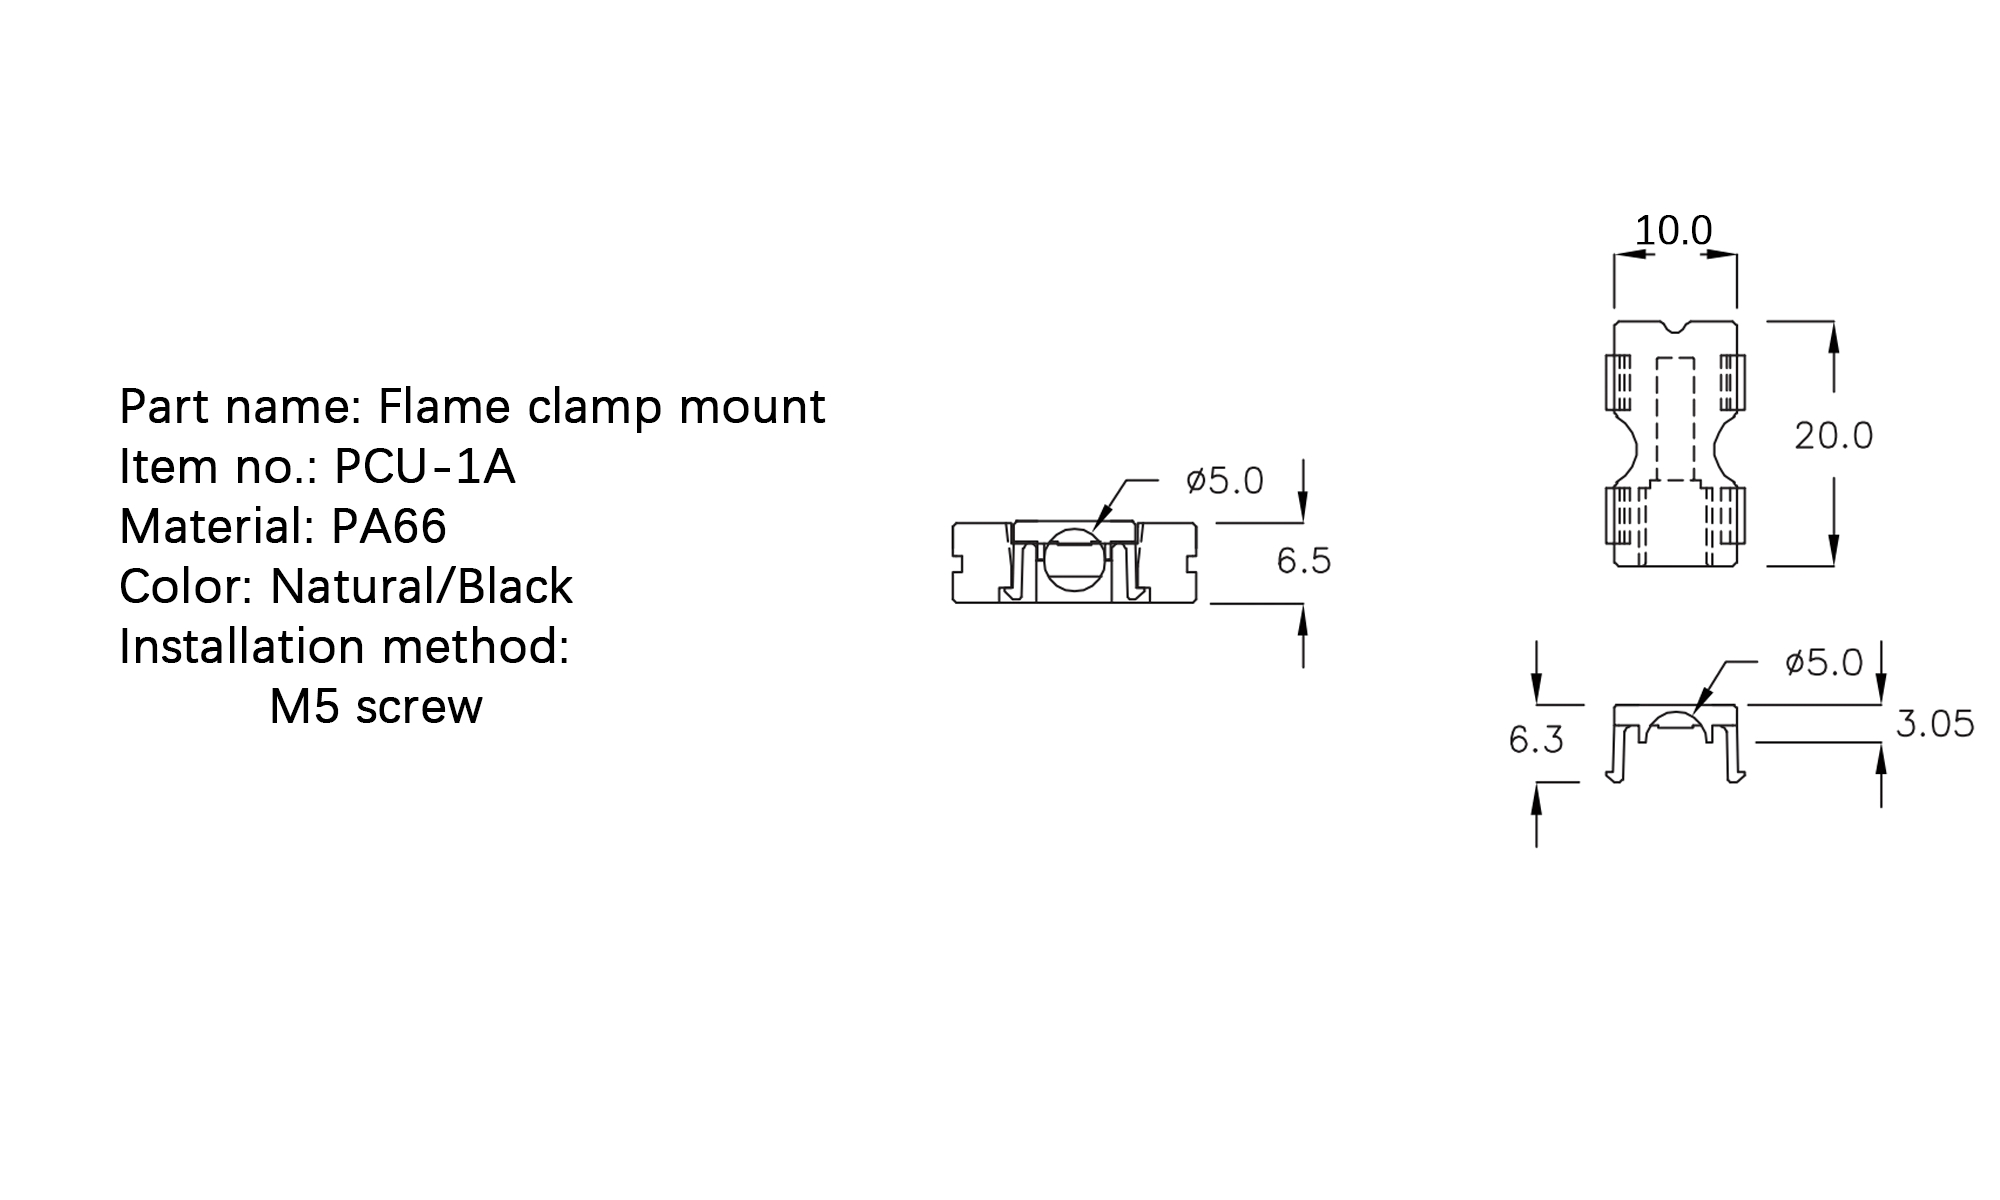 Part name: Flame clamp mount
Item no.: PCU-1A
Material: PA66
Color: Natural/Black
Installation method:
M5 screw
ø5.0
6.5
10.0
20.0
ø5.0
6.3
3.05